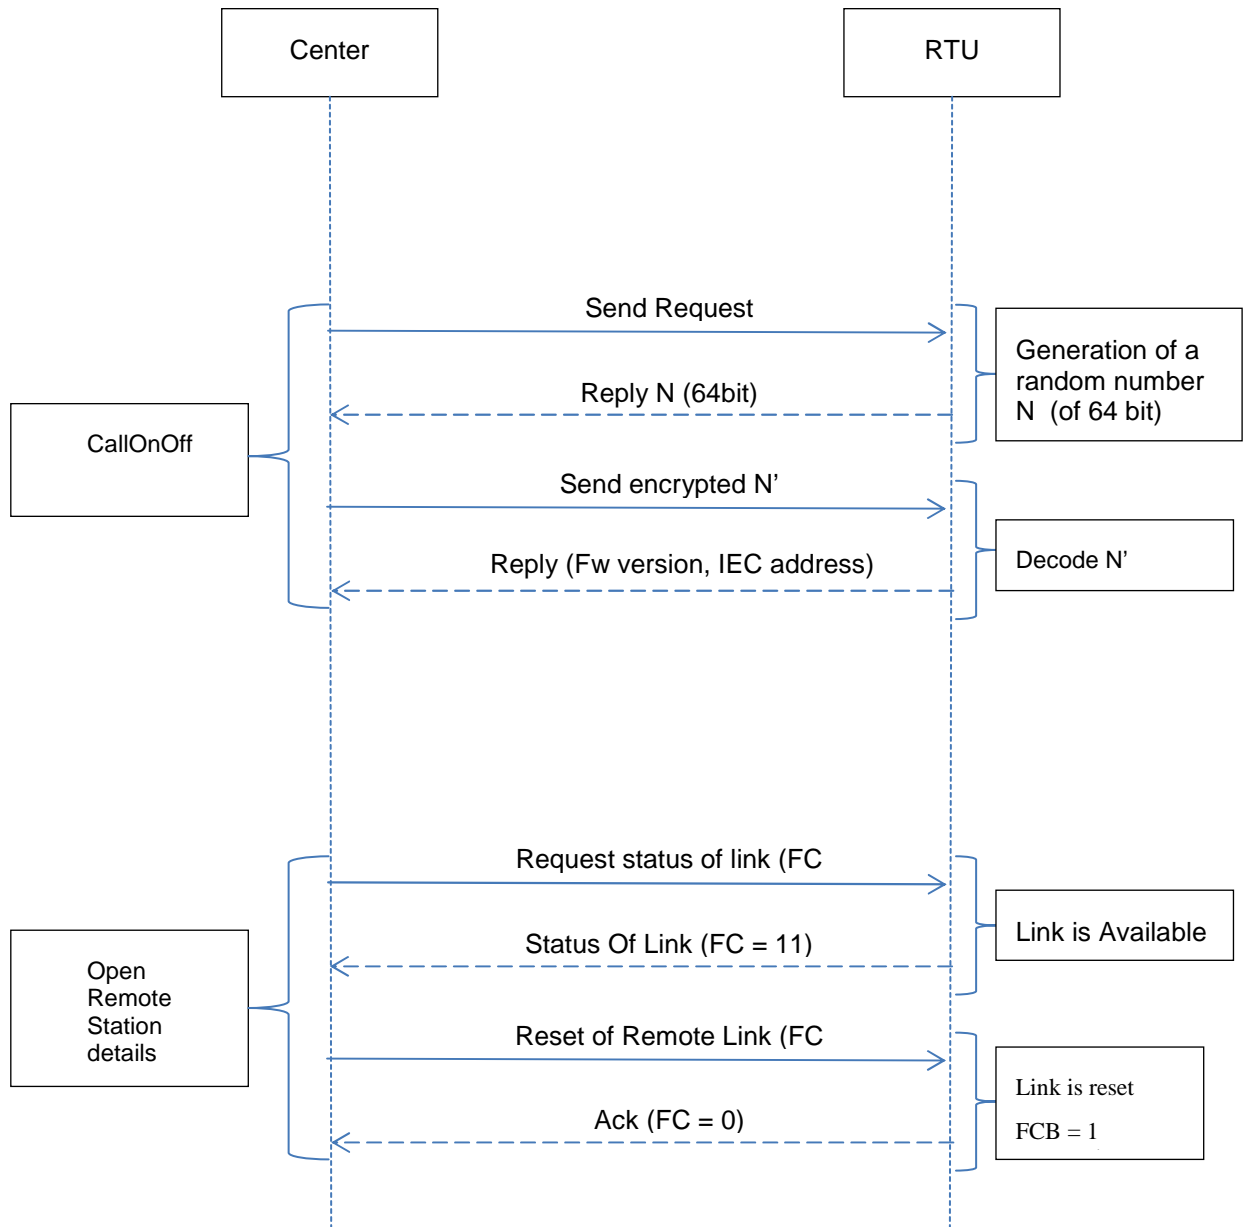 Center
RTU
Send Request
Generation of a
random number
N (of 64 bit)
Reply N (64bit)
CallOnOff
Send encrypted N’
Decode N’
Reply (Fw version, IEC address)
Request status of link (FC
Link is Available
Status Of Link (FC = 11)
Open
Remote
Station
details
Reset of Remote Link (FC
Link is reset
FCB = 1
Ack (FC = 0)